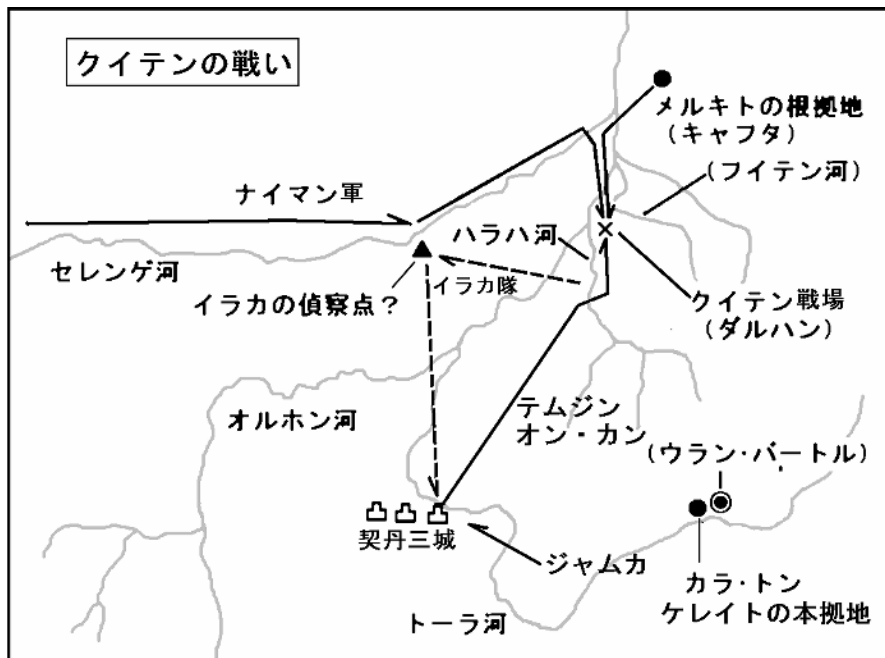 クイテンの戦い
メルキトの根拠地
(キャフタ)
(フイテン河)
ナイマン軍
ハラハ河
セレンゲ河
イラカ隊
イラカの偵察点？
クイテン戦場
(ダルハン)
テムジン
オン・カン
オルホン河
(ウラン・バートル)
契丹三城
ジャムカ
カラ・トン
ケレイトの本拠地
トーラ河